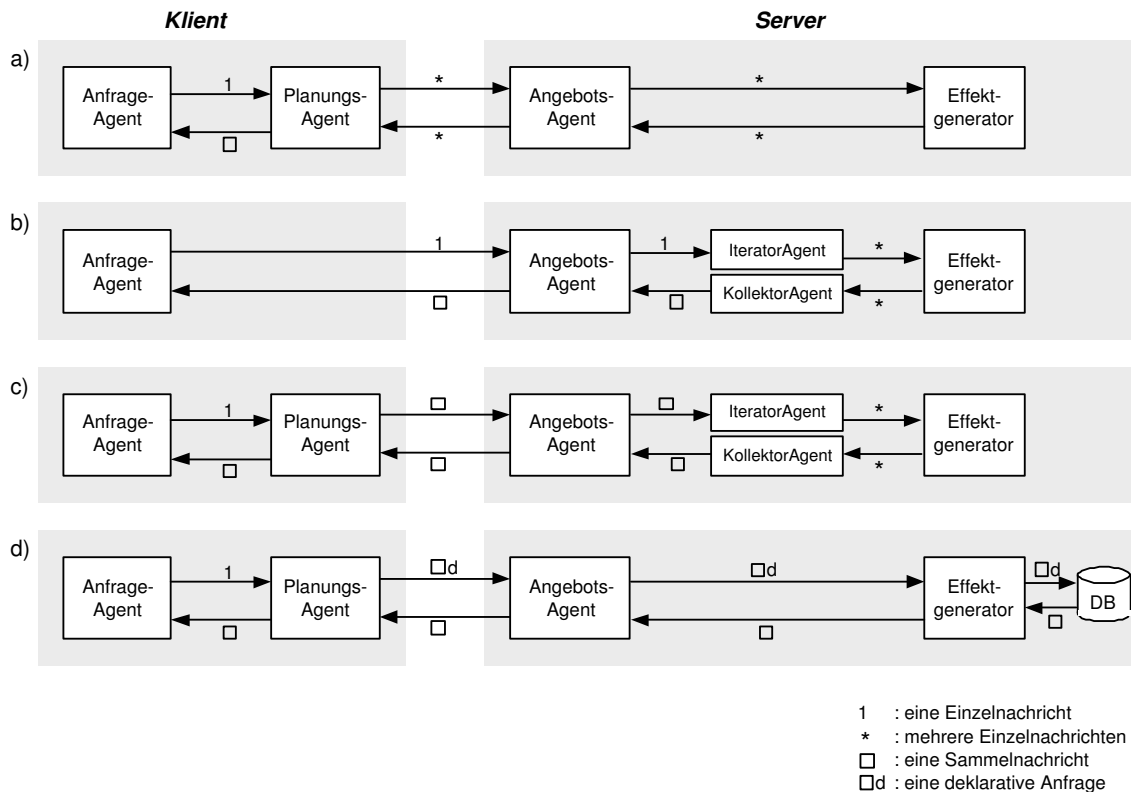 Klient
Server
a)
Anfrage-
Agent
1
Planungs-
Agent
*
*
Angebots-
Agent
*
*
Effekt-
generator
b)
Anfrage-
Agent
1
Angebots-
Agent
1
IteratorAgent
KollektorAgent
*
*
Effekt-
generator
c)
Anfrage-
Agent
1
Planungs-
Agent
Angebots-
Agent
IteratorAgent
KollektorAgent
*
*
Effekt-
generator
d)
Anfrage-
Agent
1
Planungs-
Agent
□d
Angebots-
Agent
□d
Effekt-
generator
□d
DB
1 : eine Einzelnachricht
* : mehrere Einzelnachrichten
□ : eine Sammelnachricht
□d : eine deklarative Anfrage